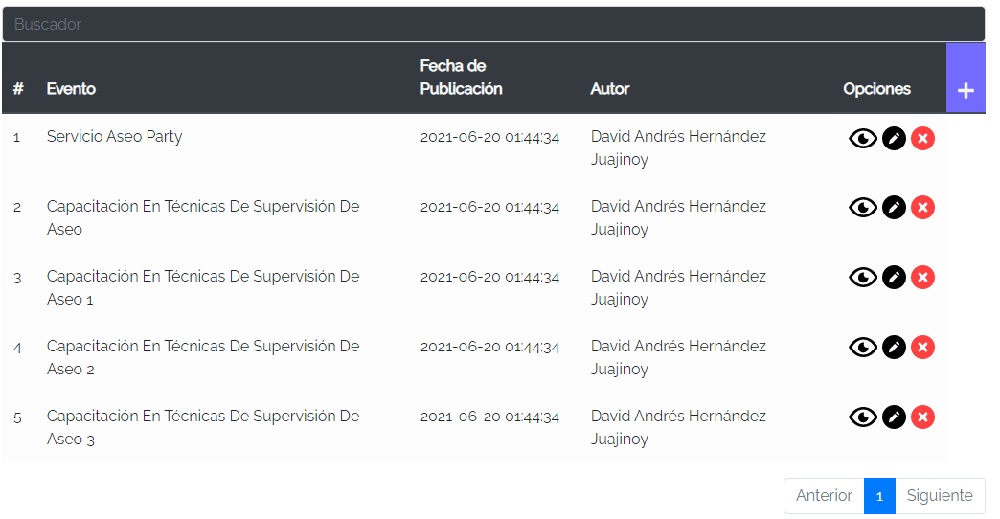 Buscador
# Evento Fecha de Publicación Autor Opciones +
1 Servicio Aseo Party 2021-06-20 01:44:34 David Andrés Hernández Juajinoy
2 Capacitación En Técnicas De Supervisión De Aseo 2021-06-20 01:44:34 David Andrés Hernández Juajinoy
3 Capacitación En Técnicas De Supervisión De Aseo 1 2021-06-20 01:44:34 David Andrés Hernández Juajinoy
4 Capacitación En Técnicas De Supervisión De Aseo 2 2021-06-20 01:44:34 David Andrés Hernández Juajinoy
5 Capacitación En Técnicas De Supervisión De Aseo 3 2021-06-20 01:44:34 David Andrés Hernández Juajinoy
Anterior 1 Siguiente